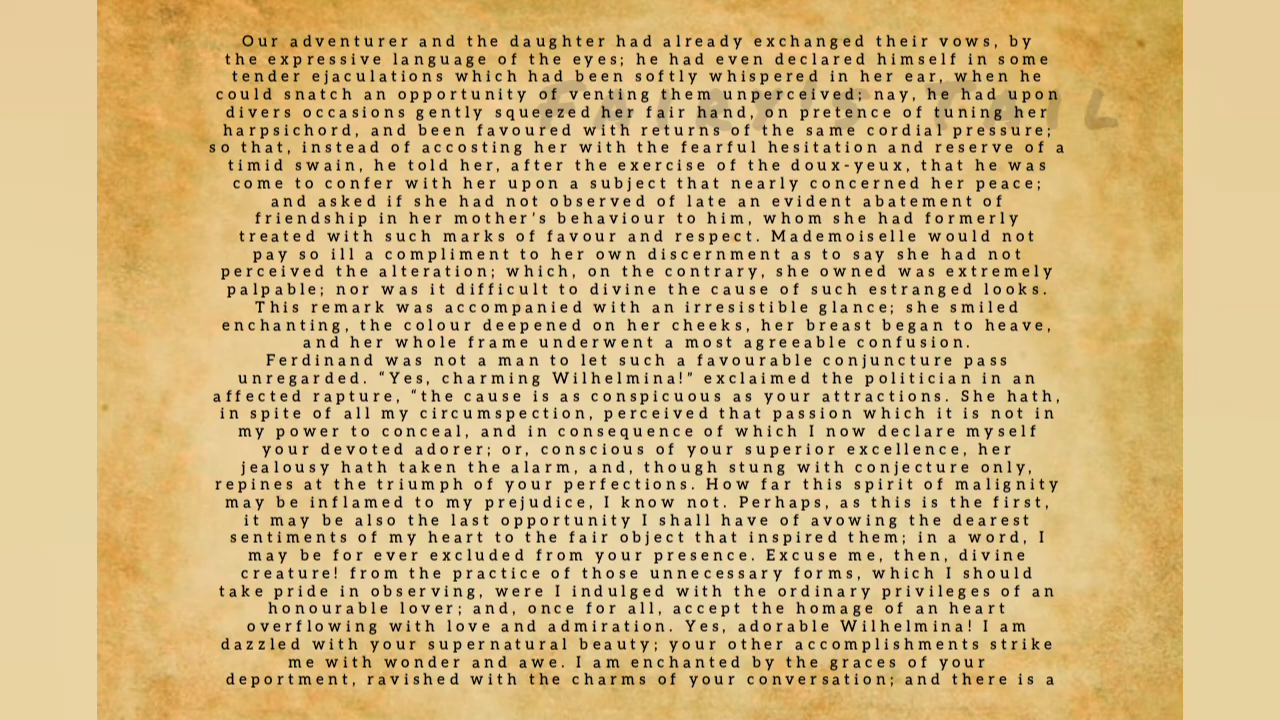 Our adventurer and the daughter had already exchanged their vows, by
the expressive language of the eyes; he had even declared himself in some
tender ejaculations which had been softly whispered in her ear, when he
could snatch an opportunity of venting them unperceived; nay, he had upon
divers occasions gently squeezed her fair hand, on pretence of tuning her
harpsichord, and been favoured with returns of the same cordial pressure;
so that, instead of accosting her with the fearful hesitation and reserve of a
timid swain, he told her, after the exercise of the doux-yeux, that he was
come to confer with her upon a subject that nearly concerned her peace;
and asked if she had not observed of late an evident abatement of
friendship in her mother's behaviour to him, whom she had formerly
treated with such marks of favour and respect. Mademoiselle would not
pay so ill a compliment to her own discernment as to say she had not
perceived the alteration; which, on the contrary, she owned was extremely
palpable; nor was it difficult to divine the cause of such estranged looks.
This remark was accompanied with an irresistible glance; she smiled
enchanting, the colour deepened on her cheeks, her breast began to heave,
and her whole frame underwent a most agreeable confusion.
Ferdinand was not a man to let such a favourable conjuncture pass
unregarded. “Yes, charming Wilhelmina!” exclaimed the politician in an
affected rapture, “the cause is as conspicuous as your attractions. She hath,
in spite of all my circumspection, perceived that passion which it is not in
my power to conceal, and in consequence of which I now declare myself
your devoted adorer; or, conscious of your superior excellence, her
jealousy hath taken the alarm, and, though stung with conjecture only,
repines at the triumph of your perfections. How far this spirit of malignity
may be inflamed to my prejudice, I know not. Perhaps, as this is the first,
it may be also the last opportunity I shall have of avowing the dearest
sentiments of my heart to the fair object that inspired them; in a word, I
may be for ever excluded from your presence. Excuse me, then, divine
creature! from the practice of those unnecessary forms, which I should
take pride in observing, were I indulged with the ordinary privileges of an
honourable lover; and, once for all, accept the homage of an heart
overflowing with love and admiration. Yes, adorable Wilhelmina! I am
dazzled with your supernatural beauty; your other accomplishments strike
me with wonder and awe. I am enchanted by the graces of your
deportment, ravished with the charms of your conversation; and there is a